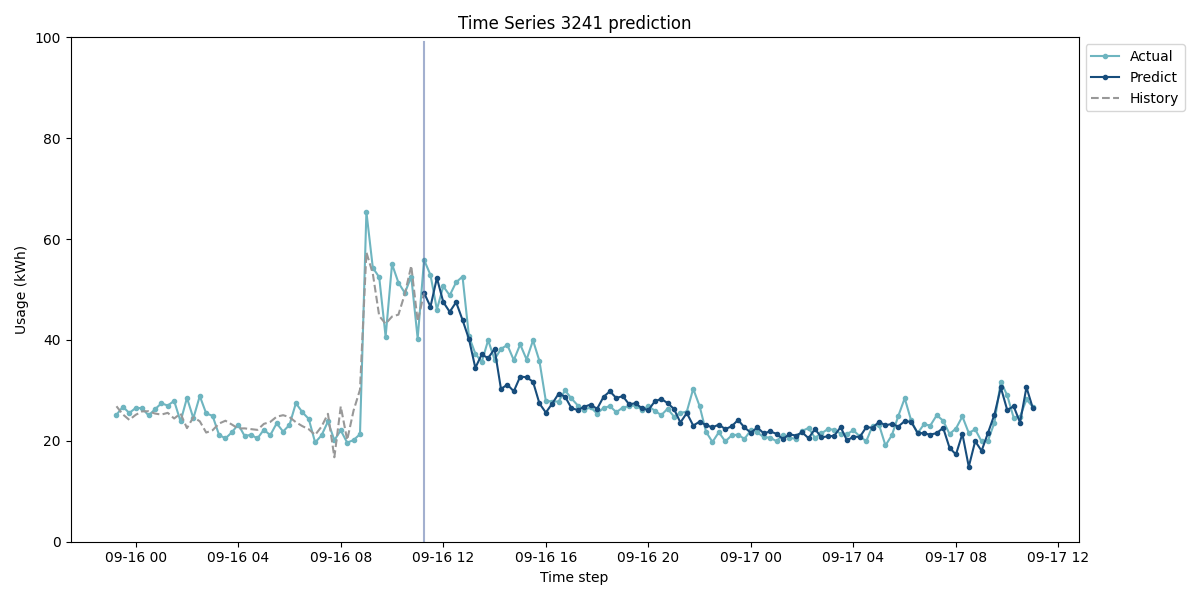 Time Series 3241 prediction
100
80
60
40
20
0
Usage (kWh)
09-16 00
09-16 04
09-16 08
09-16 12
09-16 16
09-16 20
09-17 00
09-17 04
09-17 08
09-17 12
Time step
Actual
Predict
History